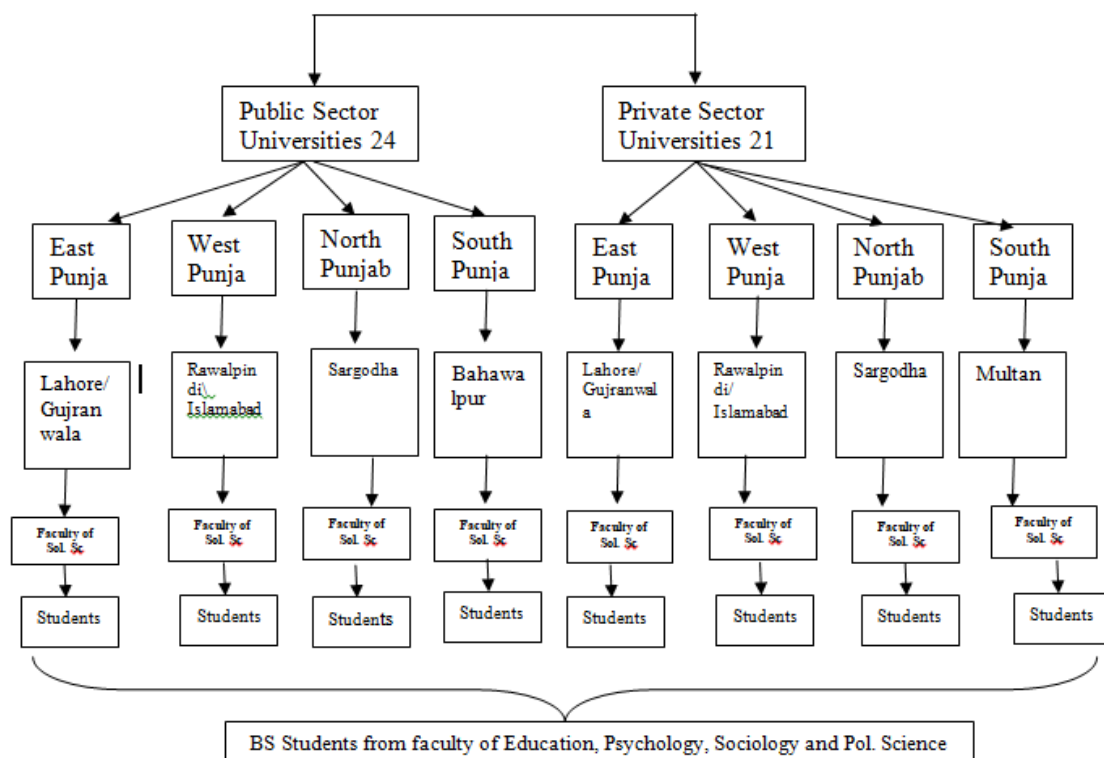 Public Sector
Universities 24
Private Sector
Universities 21
East
Punja
West
Punja
North
Punjab
South
Punja
East
Punja
West
Punja
North
Punjab
South
Punja
Lahore/
Gujran
wala
Rawalpin
di\
Islamabad
Sargodha
Bahawa
lpur
Lahore/
Gujranwal
a
Rawalpin
di/
Islamabad
Sargodha
Multan
Faculty of
Sol. Sc
Faculty of
Sol. Sc
Faculty of
Sol. Sc
Faculty of
Sol. Sc
Faculty of
Sol. Sc
Faculty of
Sol. Sc
Faculty of
Sol. Sc
Faculty of
Sol. Sc
Students
Students
Students
Students
Students
Students
Students
Students
BS Students from faculty of Education, Psychology, Sociology and Pol. Science